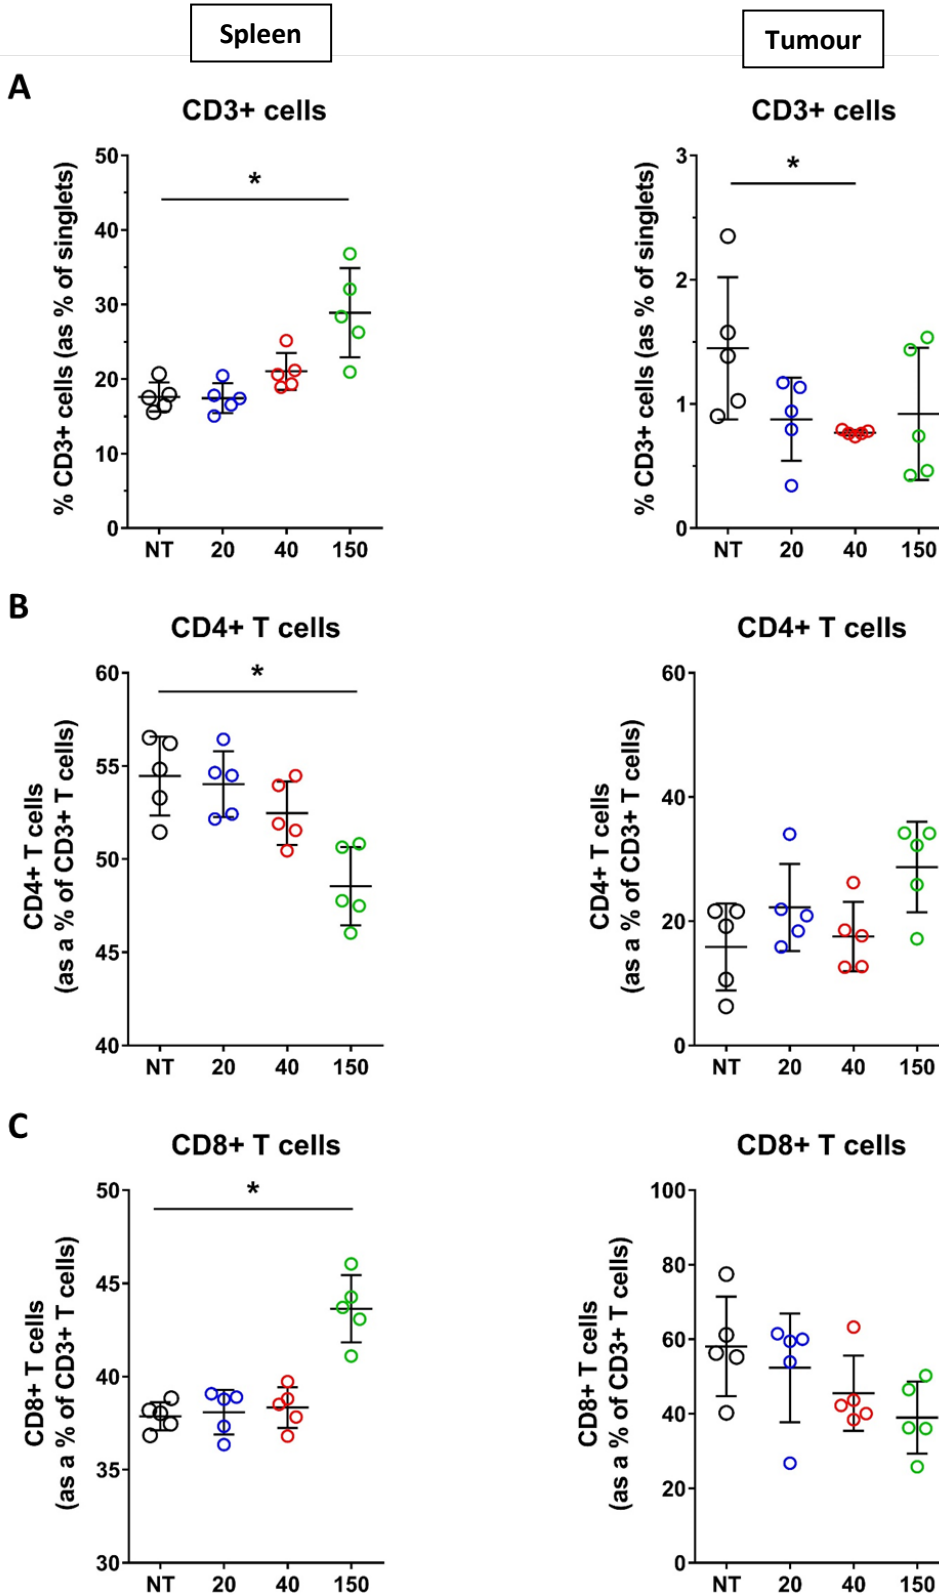 Spleen
Tumour
A
CD3+ cells
CD3+ cells
% CD3+ cells (as % of singlets)
50
40
30
20
10
0
*
NT 20 40 150
% CD3+ cells (as % of singlets)
3
2
1
0
*
NT 20 40 150
B
CD4+ T cells
CD4+ T cells
CD4+ T cells
(as a % of CD3+ T cells)
60
55
50
45
40
*
NT 20 40 150
CD4+ T cells
(as a % of CD3+ T cells)
60
40
20
0
NT 20 40 150
C
CD8+ T cells
CD8+ T cells
CD8+ T cells
(as a % of CD3+ T cells)
50
45
40
35
30
*
NT 20 40 150
CD8+ T cells
(as a % of CD3+ T cells)
100
80
60
40
20
0
NT 20 40 150